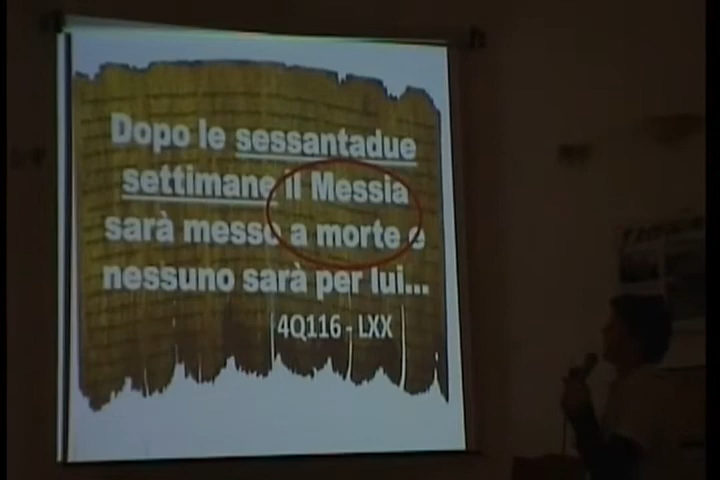 Dopo le sessantadue
settimane il Messia
sarà messo a morte e
nessuno sarà per lui...
4Q116 - LXX